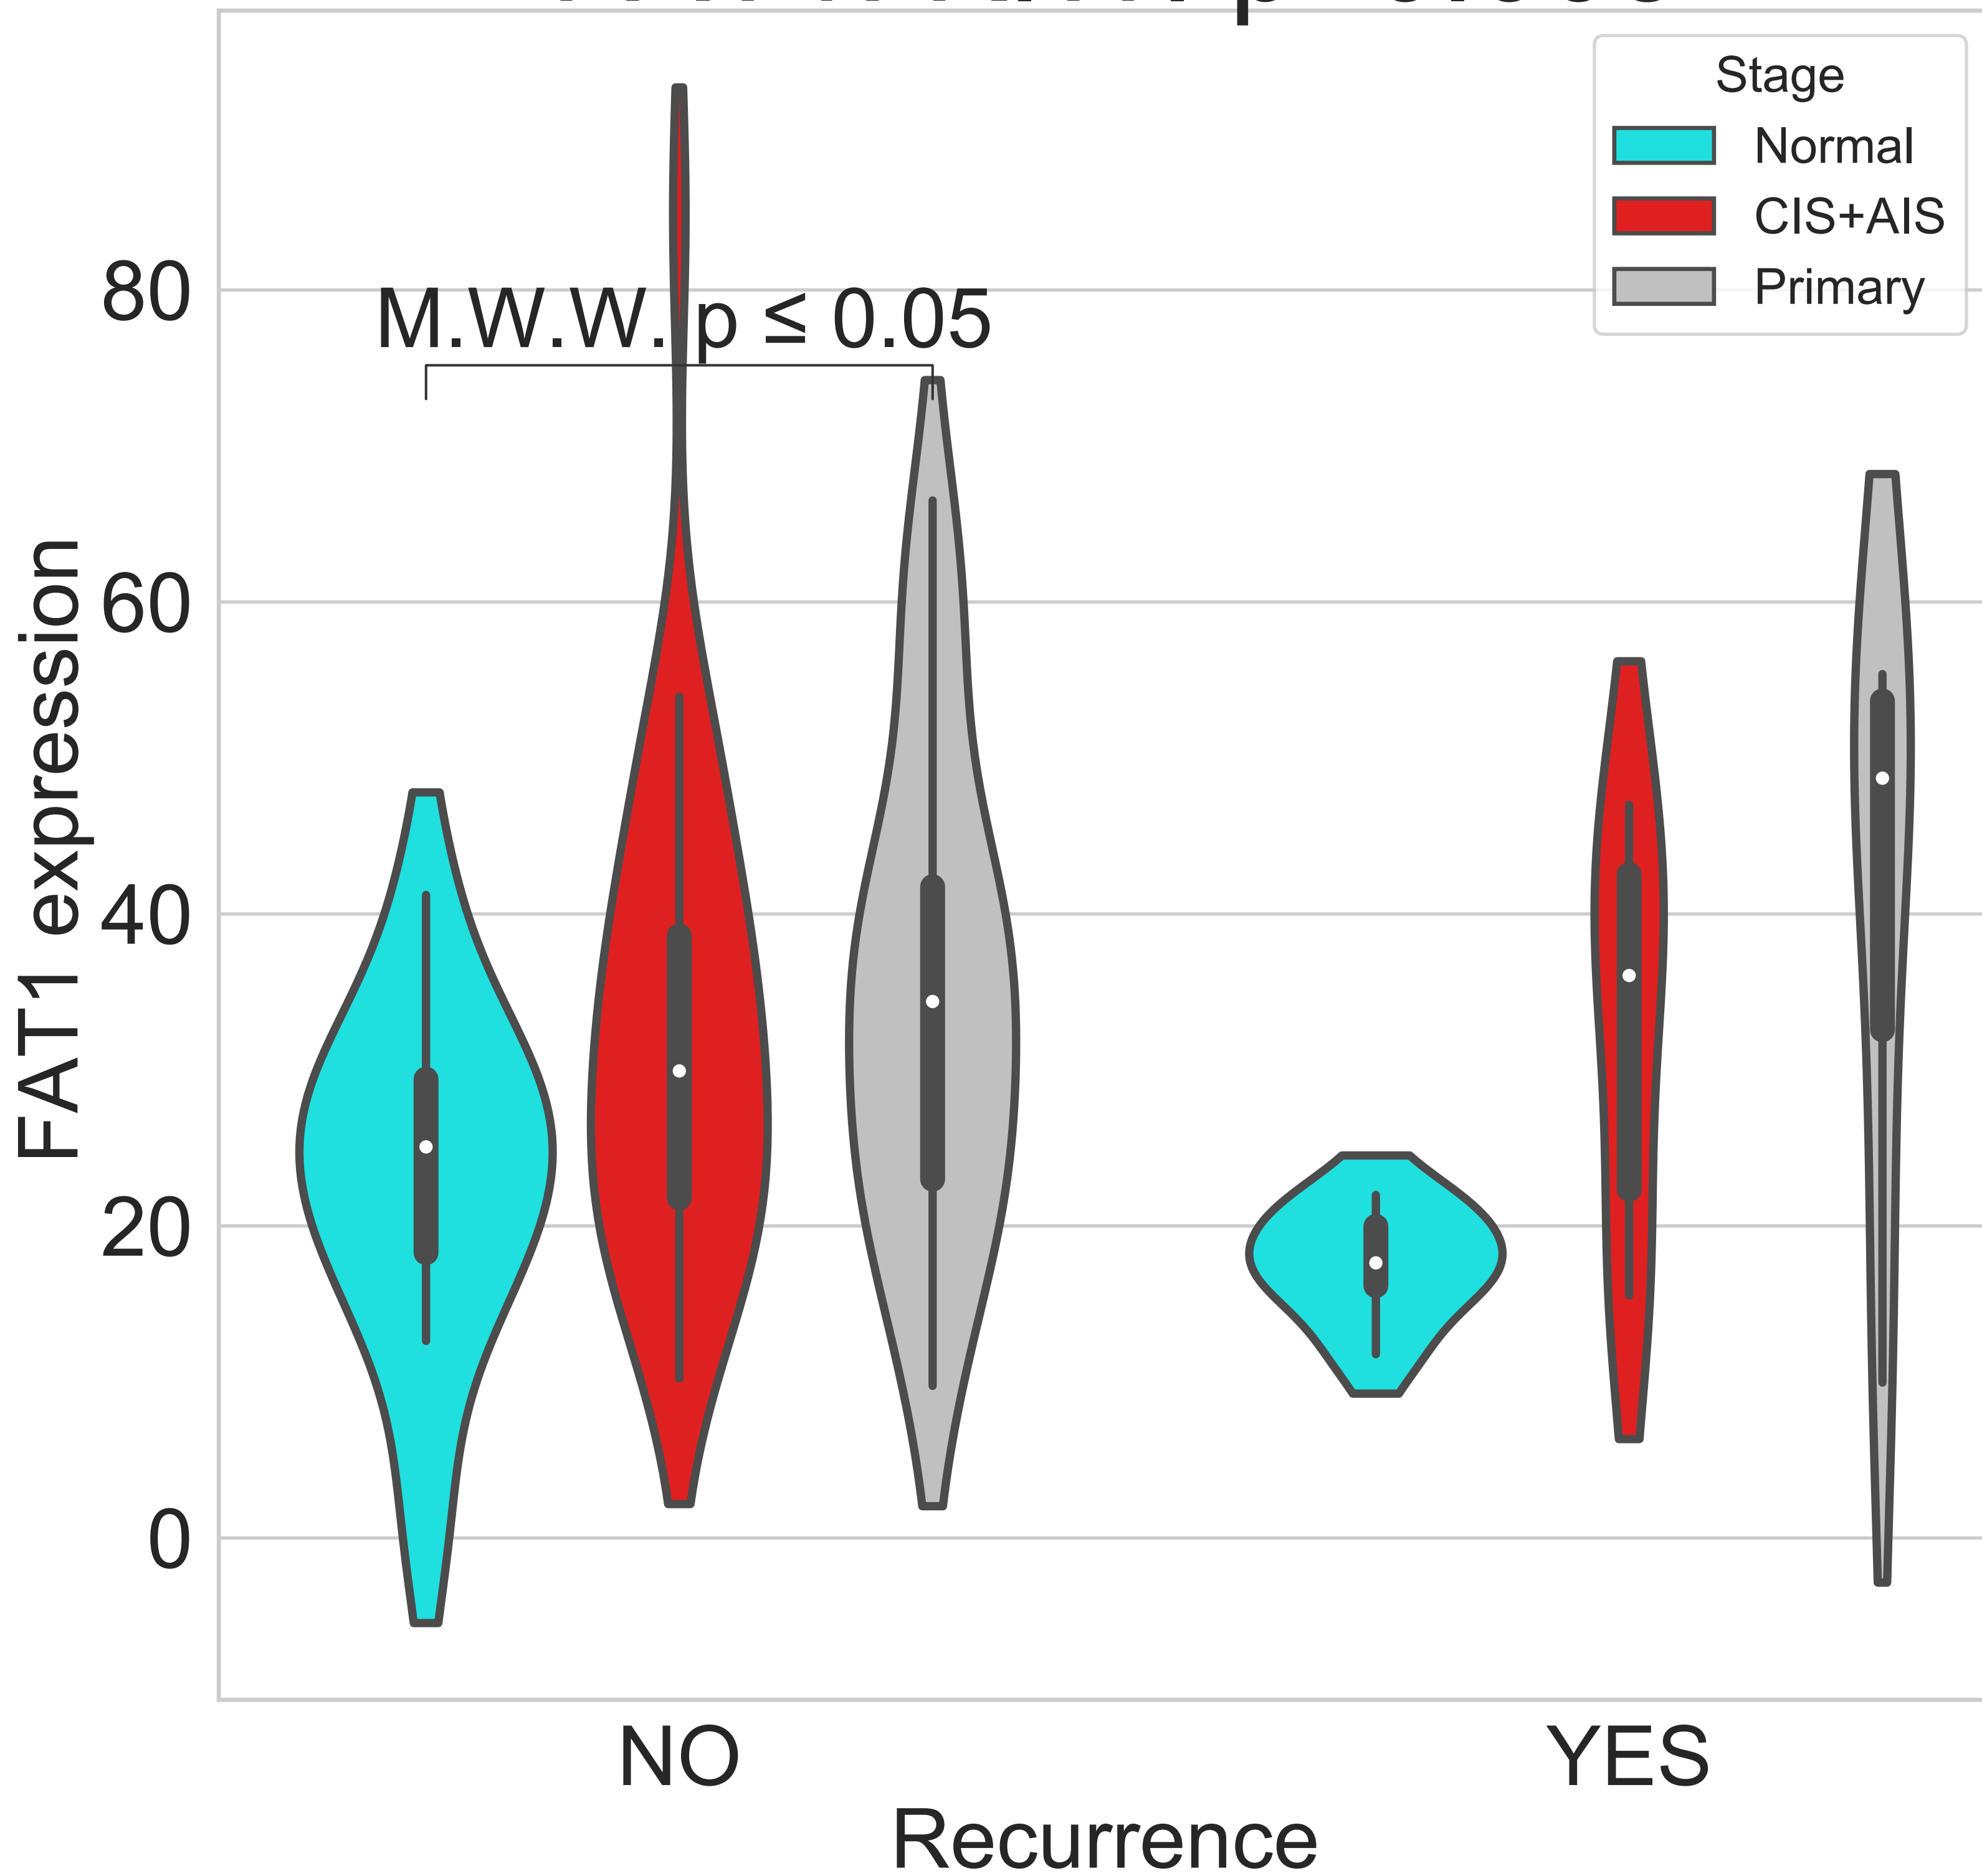 Stage
Normal
CIS+AIS
Primary
M.W.W. p ≤ 0.05
80
60
40
20
0
FAT1 expression
NO
YES
Recurrence